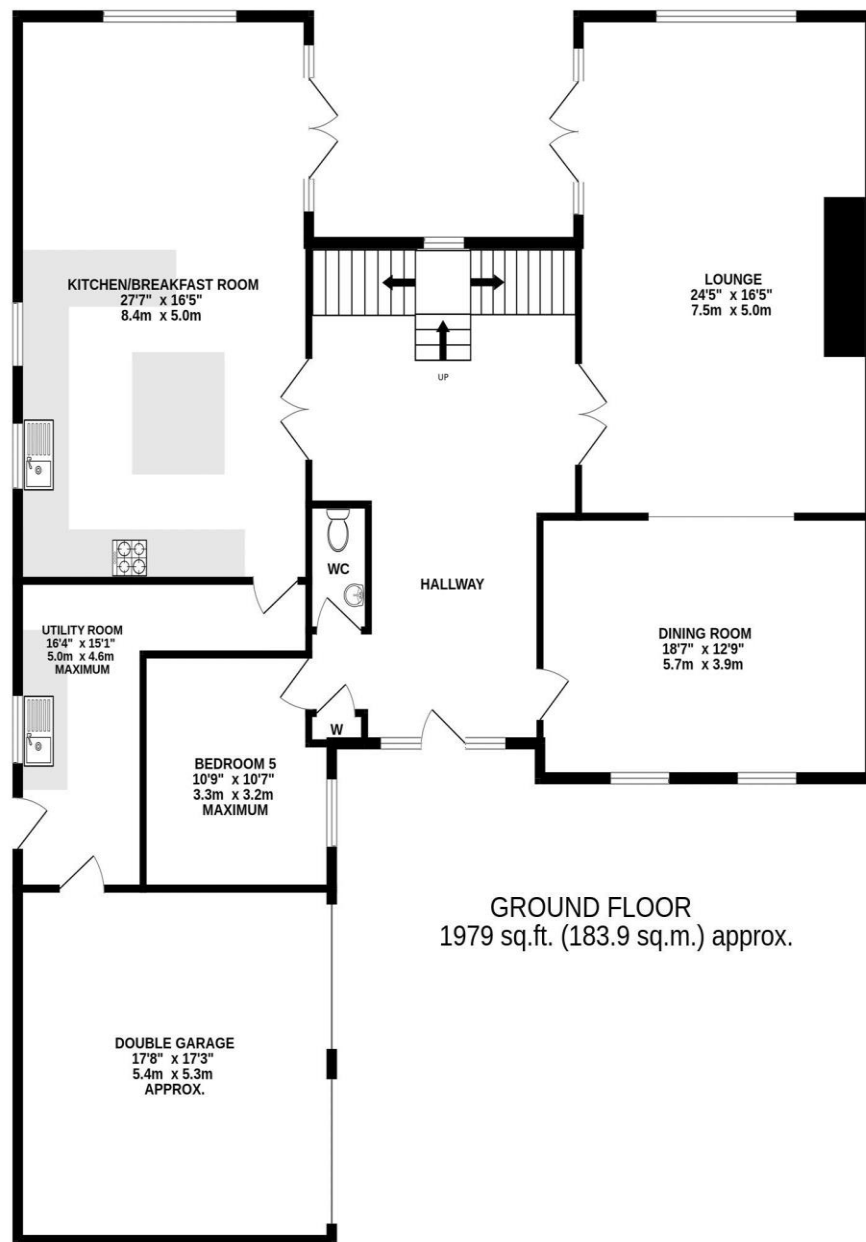 KITCHEN/BREAKFAST ROOM
27'7" x 16'5"
8.4m x 5.0m
LOUNGE
24'5" x 16'5"
7.5m x 5.0m
UP
WC
HALLWAY
UTILITY ROOM
16'4" x 15'1"
5.0m x 4.6m
MAXIMUM
DINING ROOM
18'7" x 12'9"
5.7m x 3.9m
W
BEDROOM 5
10'9" x 10'7"
3.3m x 3.2m
MAXIMUM
GROUND FLOOR
1979 sq.ft. (183.9 sq.m.) approx.
DOUBLE GARAGE
17'8" x 17'3"
5.4m x 5.3m
APPROX.